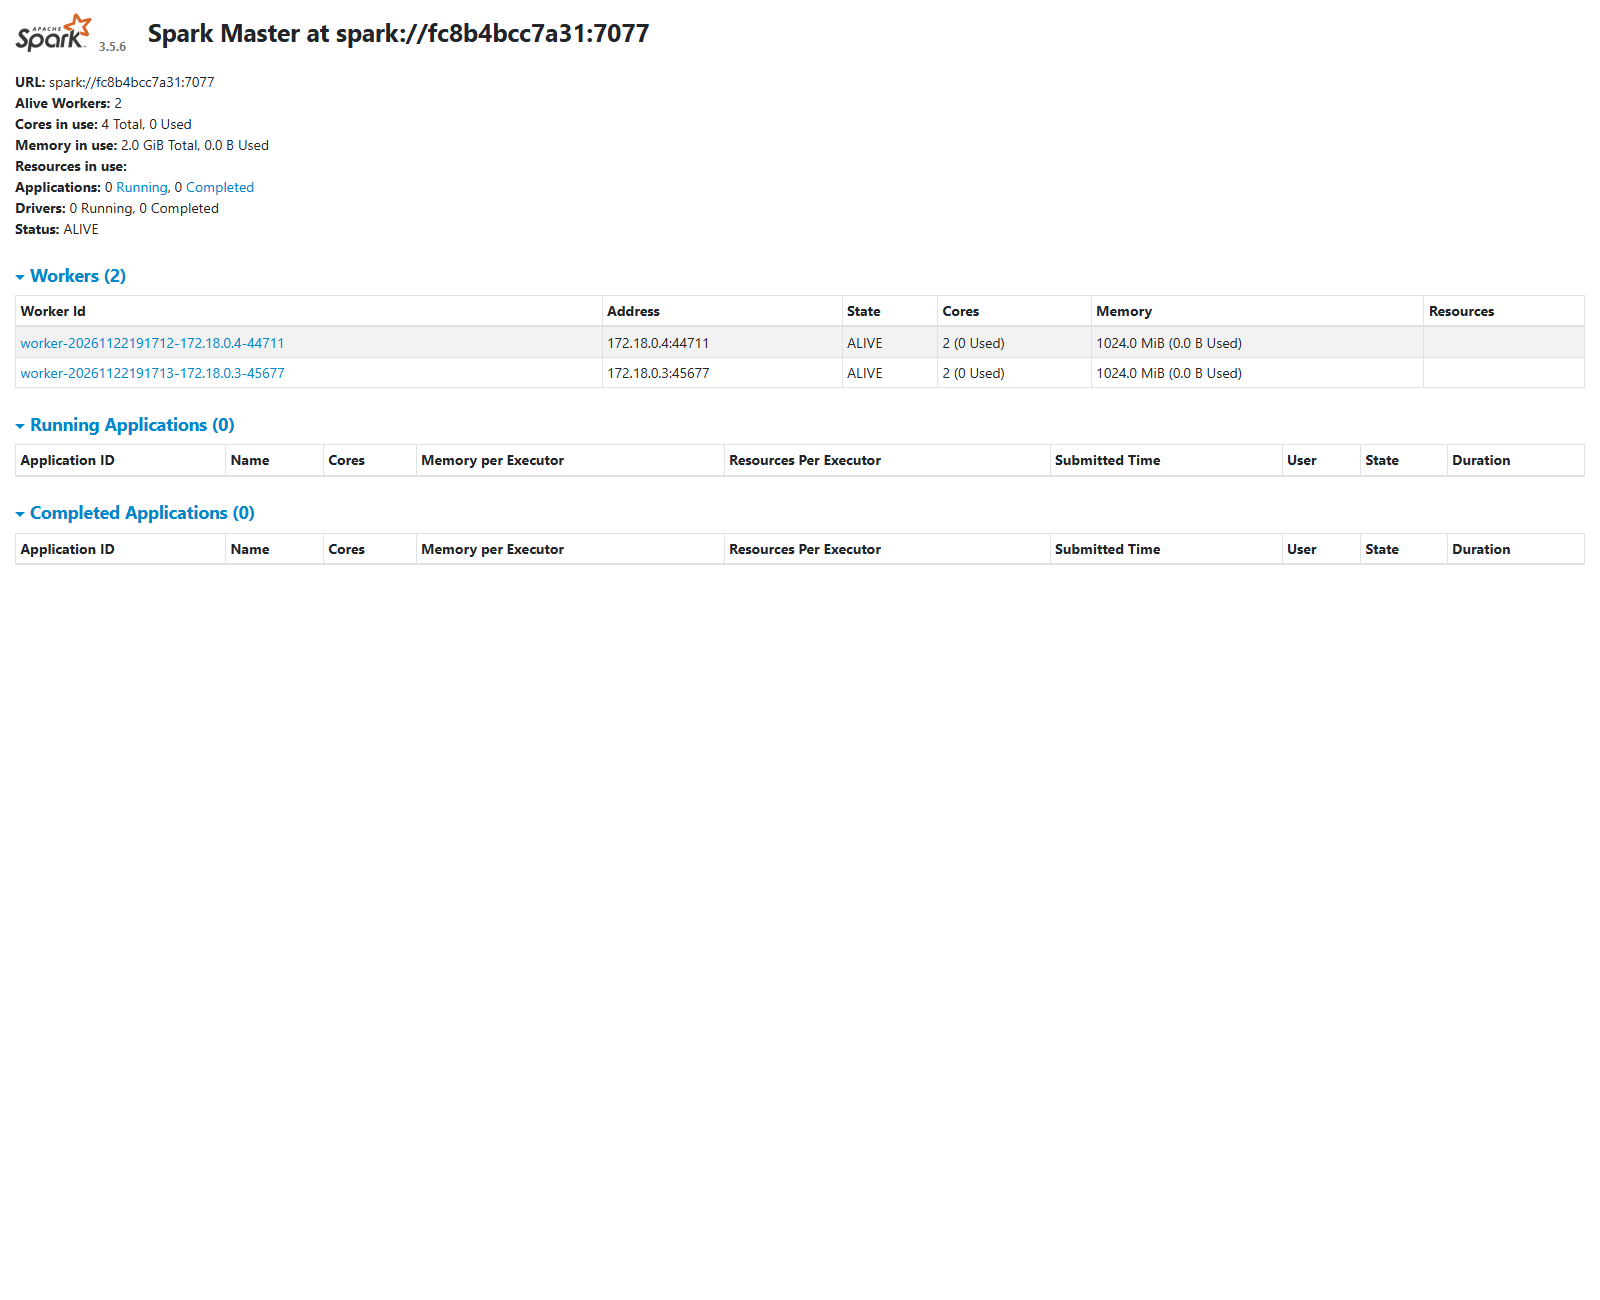 APACHE
Spark 3.5.6 Spark Master at spark://fc8b4bcc7a31:7077
URL: spark://fc8b4bcc7a31:7077
Alive Workers: 2
Cores in use: 4 Total, 0 Used
Memory in use: 2.0 GiB Total, 0.0 B Used
Resources in use:
Applications: 0 Running, 0 Completed
Drivers: 0 Running, 0 Completed
Status: ALIVE
Workers (2)
Worker Id Address State Cores Memory Resources
worker-20261122191712-172.18.0.4-44711 172.18.0.4:44711 ALIVE 2 (0 Used) 1024.0 MiB (0.0 B Used)
worker-20261122191713-172.18.0.3-45677 172.18.0.3:45677 ALIVE 2 (0 Used) 1024.0 MiB (0.0 B Used)
Running Applications (0)
Application ID Name Cores Memory per Executor Resources Per Executor Submitted Time User State Duration
Completed Applications (0)
Application ID Name Cores Memory per Executor Resources Per Executor Submitted Time User State Duration